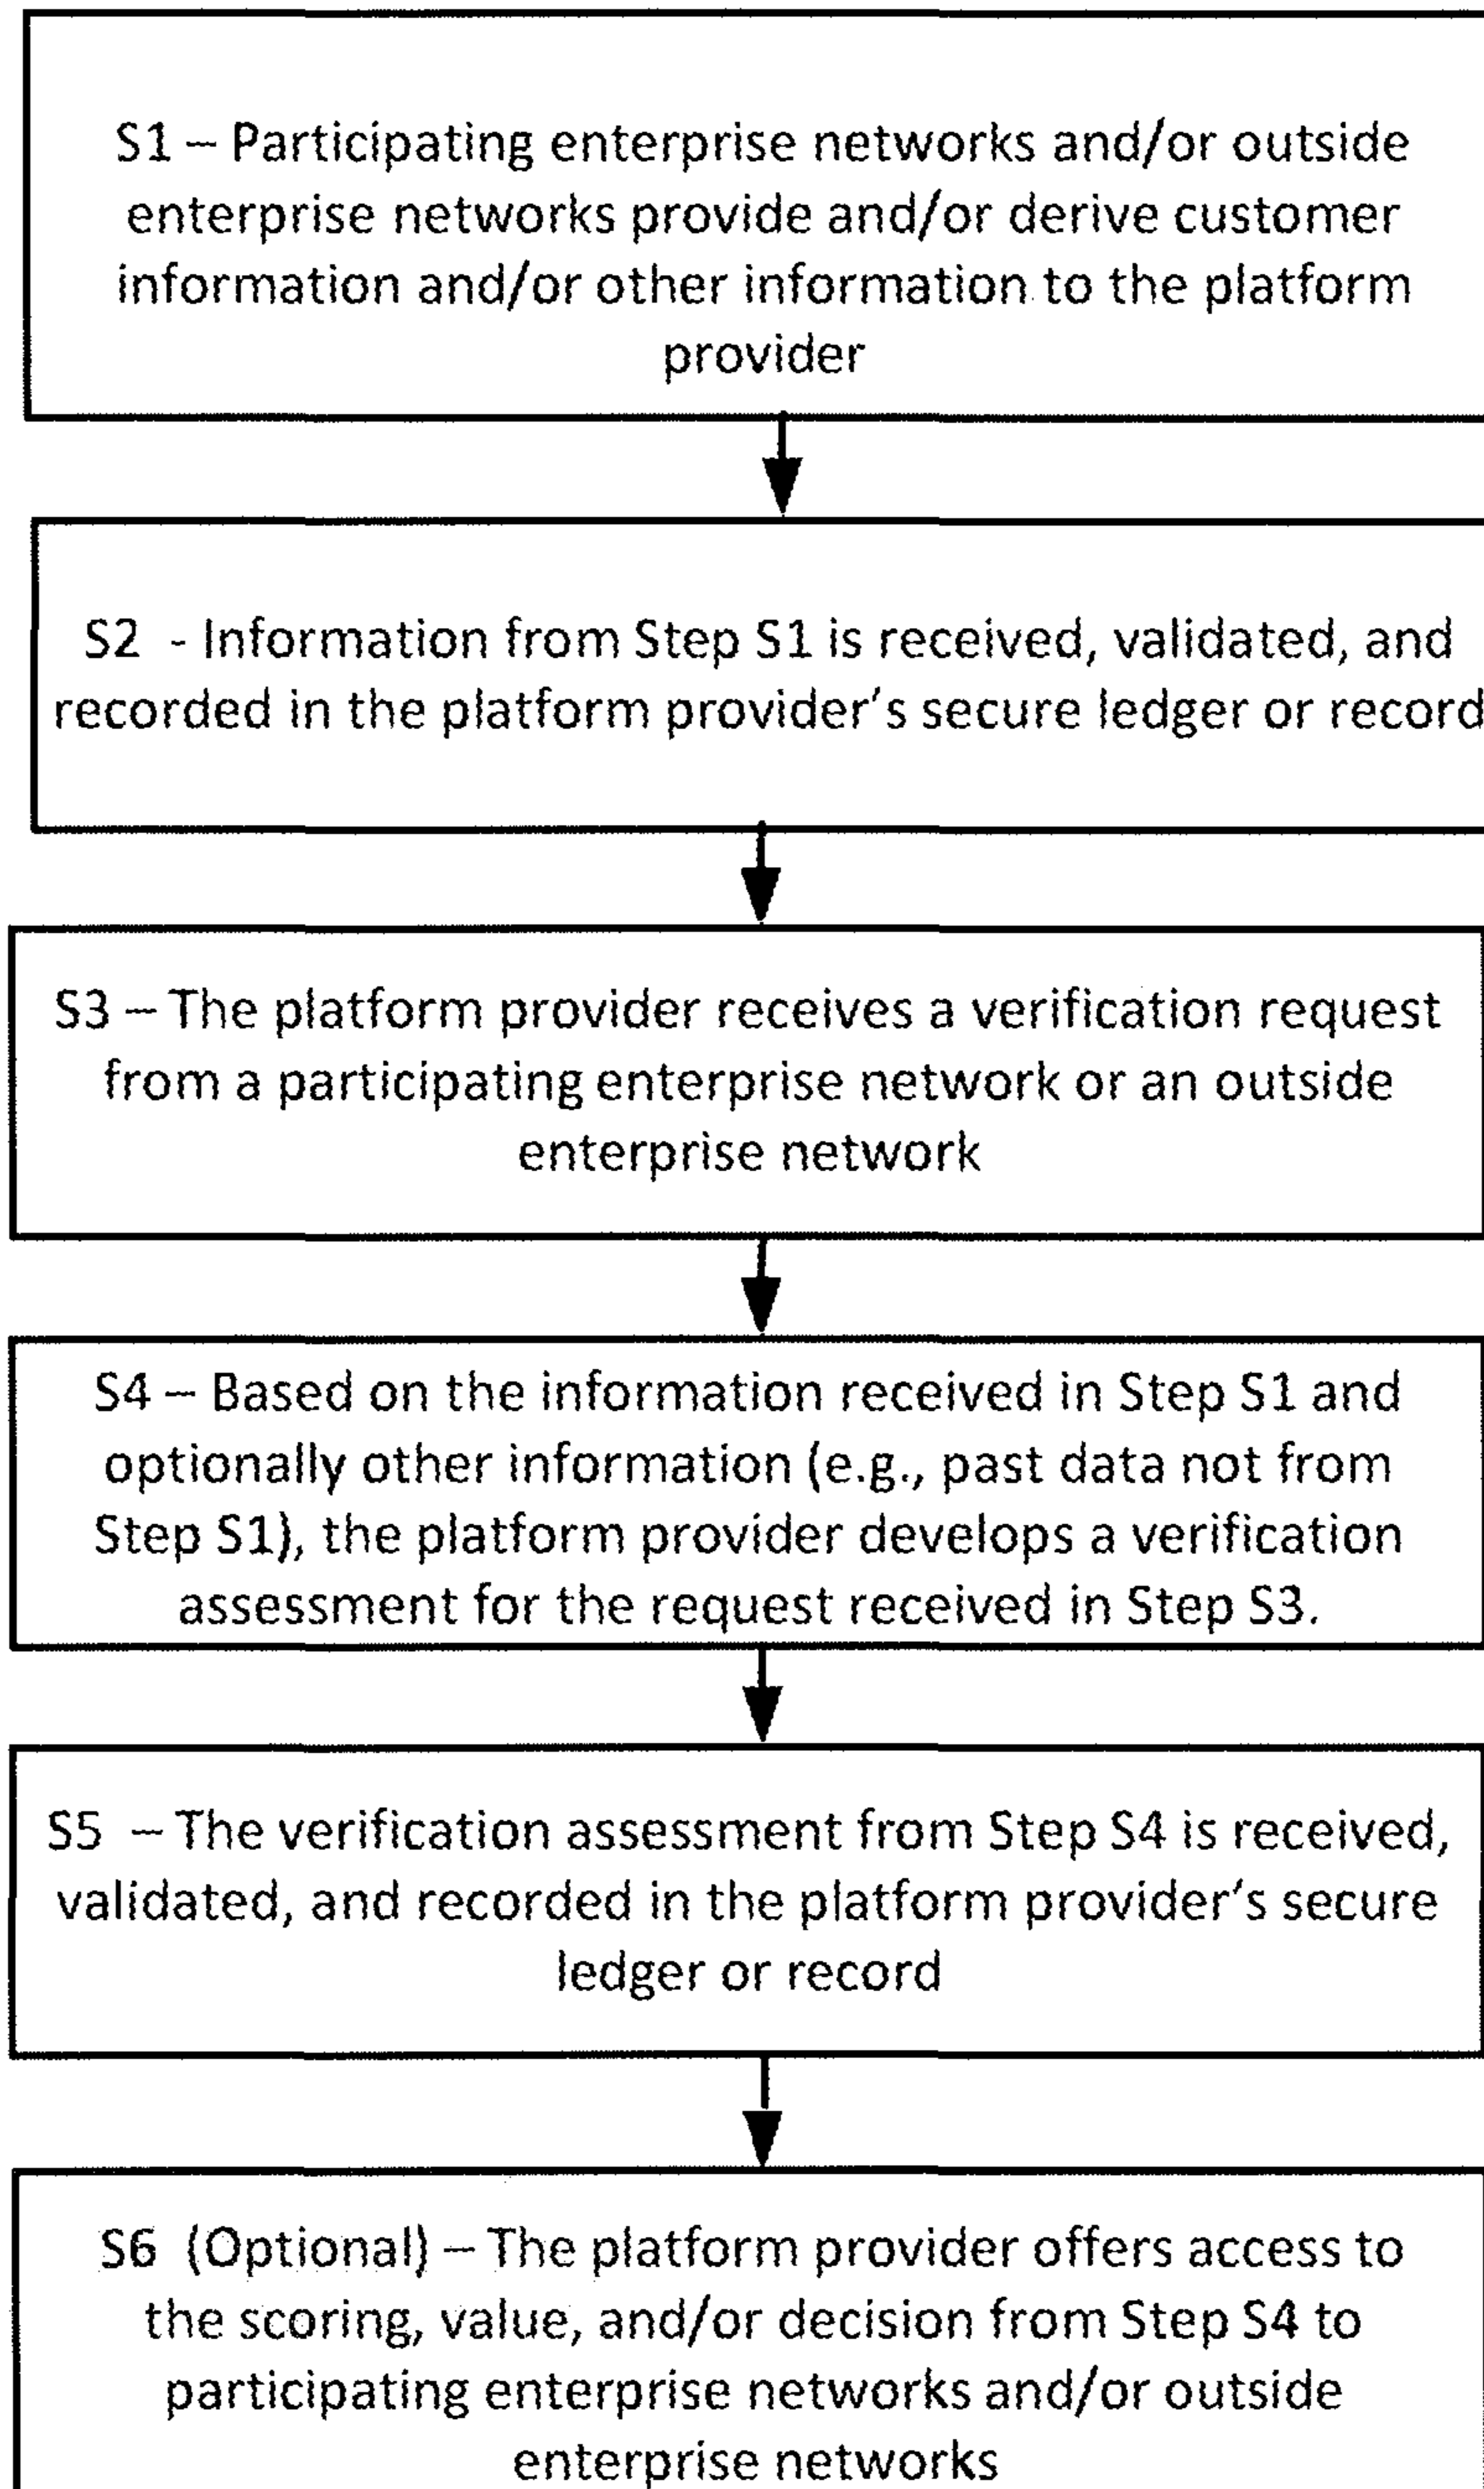 S1 – Participating enterprise networks and/or outside
enterprise networks provide and/or derive customer
information and/or other information to the platform
provider
S2 - Information from Step S1 is received, validated, and
recorded in the platform provider's secure ledger or record
S3 – The platform provider receives a verification request
from a participating enterprise network or an outside
enterprise network
S4 – Based on the information received in Step S1 and
optionally other information (e.g., past data not from
Step S1), the platform provider develops a verification
assessment for the request received in Step S3.
S5 – The verification assessment from Step S4 is received,
validated, and recorded in the platform provider's secure
ledger or record
S6 (Optional) – The platform provider offers access to
the scoring, value, and/or decision from Step S4 to
participating enterprise networks and/or outside
enterprise networks